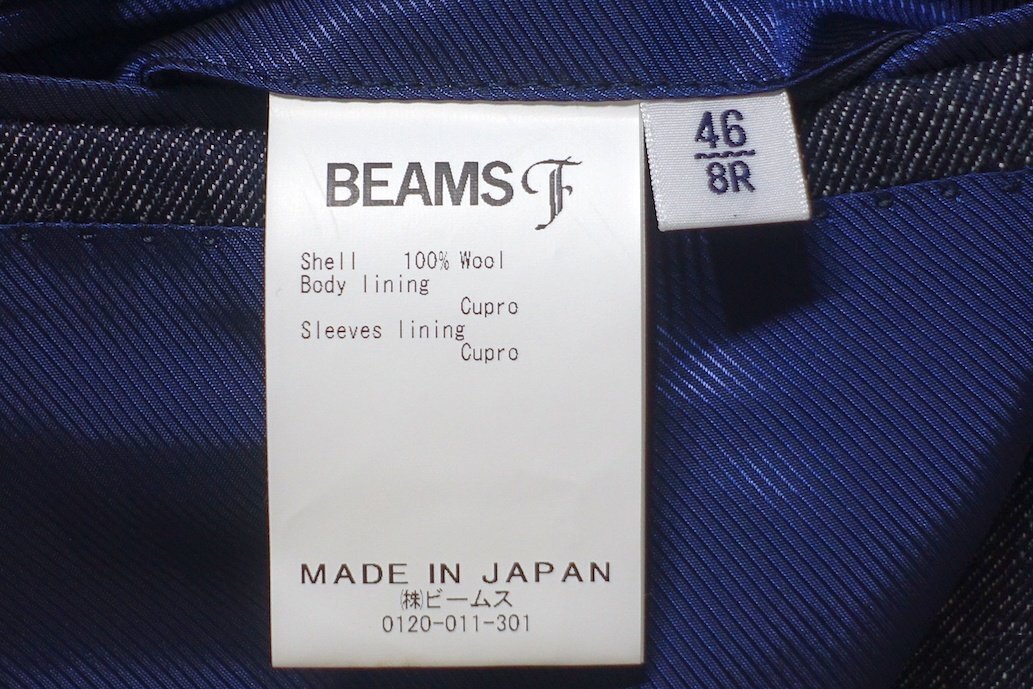 BEAMS F
Shell 100% Wool
Body lining
Cupro
Sleeves lining
Cupro
MADE IN JAPAN
㈱ビームス
0120-011-301
46
8R